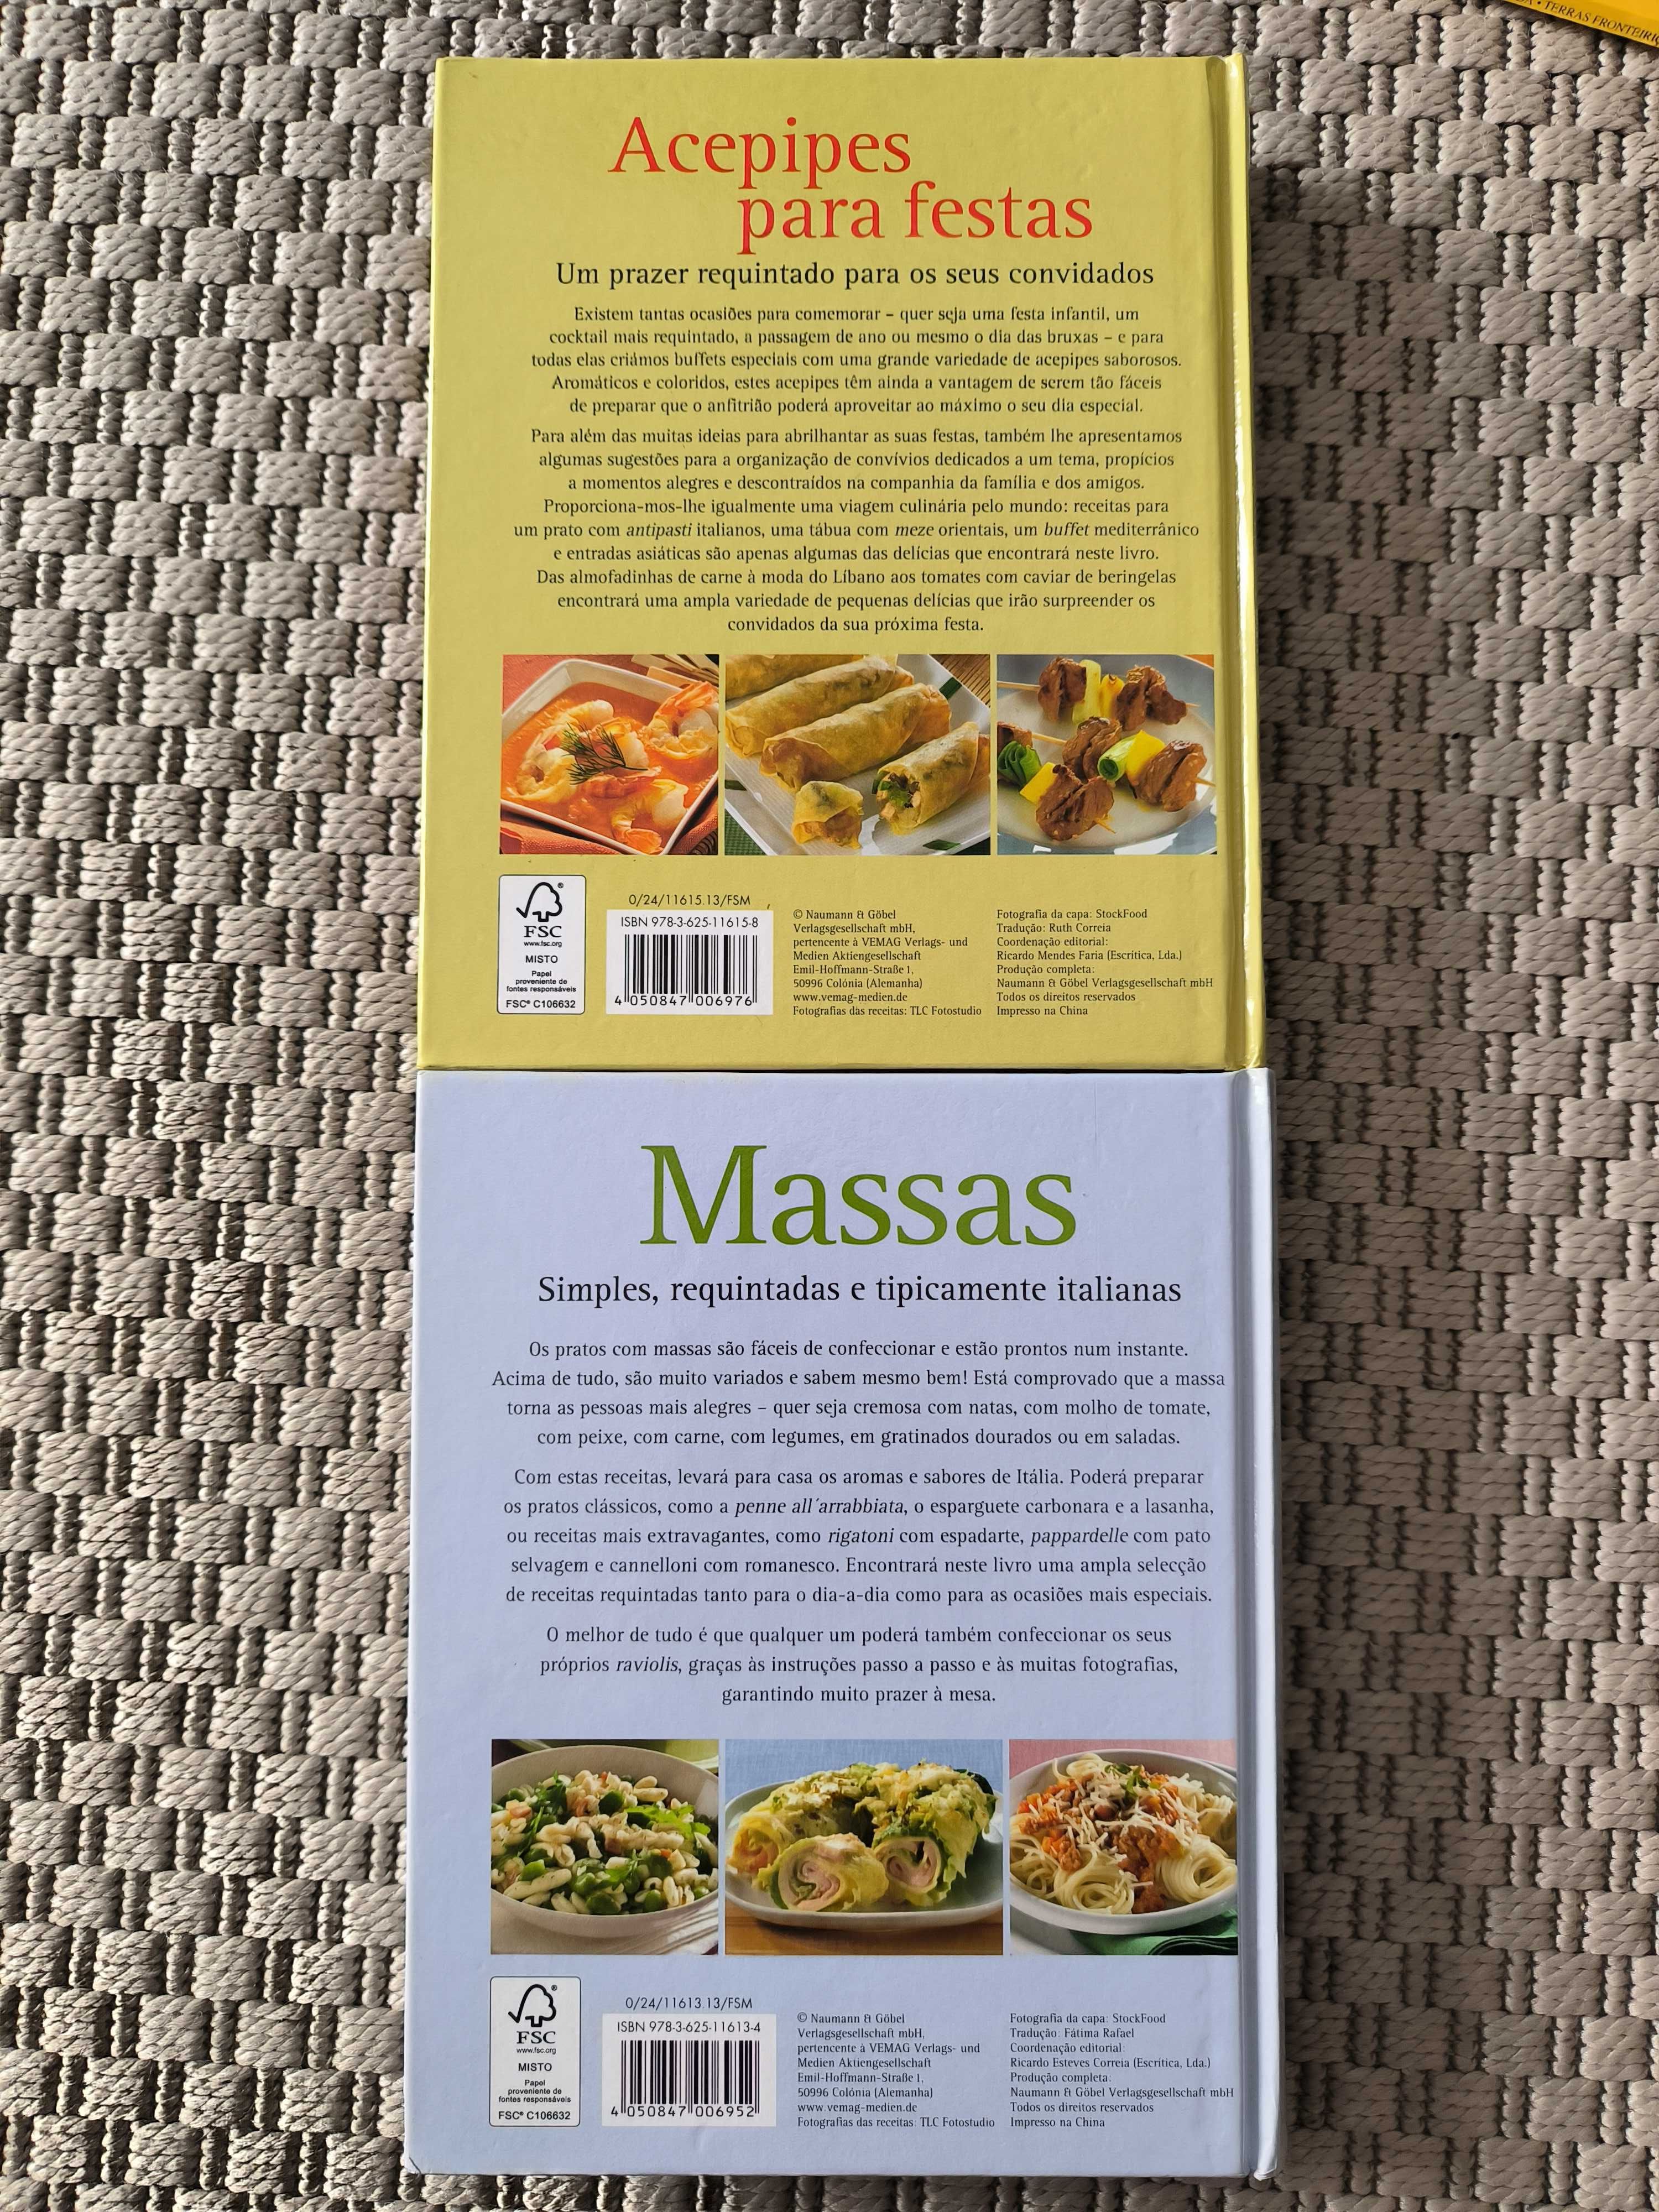 TERRAS FRONTEIRIÇ
Acepipes
para festas
Um prazer requintado para os seus convidados
Existem tantas ocasiões para comemorar – quer seja uma festa infantil, um
cocktail mais requintado, a passagem de ano ou mesmo o dia das bruxas – e para
todas elas criámos buffets especiais com uma grande variedade de acepipes saborosos.
Aromáticos e coloridos, estes acepipes têm ainda a vantagem de serem tão fáceis
de preparar que o anfitrião poderá aproveitar ao máximo o seu dia especial.
Para além das muitas ideias para abrilhantar as suas festas, também lhe apresentamos
algumas sugestões para a organização de convívios dedicados a um tema, propícios
a momentos alegres e descontraídos na companhia da família e dos amigos.
Proporciona-mos-lhe igualmente uma viagem culinária pelo mundo: receitas para
um prato com antipasti italianos, uma tábua com meze orientais, um buffet mediterrânico
e entradas asiáticas são apenas algumas das delícias que encontrará neste livro.
Das almofadinhas de carne à moda do Líbano aos tomates com caviar de beringelas
encontrará uma ampla variedade de pequenas delícias que irão surpreender os
convidados da sua próxima festa.
FSC
www.fsc.org
MISTO
Papel
proveniente de
fontes responsáveis
FSC® C106632
0/24/11615.13/FSM
ISBN 978-3-625-11615-8
4 050847 006976
© Naumann & Göbel
Verlagsgesellschaft mbH,
pertencente à VEMAG Verlags- und
Medien Aktiengesellschaft
Emil-Hoffmann-Straße 1,
50996 Colónia (Alemanha)
www.vemag-medien.de
Fotografias das receitas: TLC Fotostudio
Fotografia da capa: StockFood
Tradução: Ruth Correia
Coordenação editorial:
Ricardo Mendes Faria (Escritica, Lda.)
Produção completa:
Naumann & Göbel Verlagsgesellschaft mbH
Todos os direitos reservados
Impresso na China
Massas
Simples, requintadas e tipicamente italianas
Os pratos com massas são fáceis de confeccionar e estão prontos num instante.
Acima de tudo, são muito variados e sabem mesmo bem! Está comprovado que a massa
torna as pessoas mais alegres – quer seja cremosa com natas, com molho de tomate,
com peixe, com carne, com legumes, em gratinados dourados ou em saladas.
Com estas receitas, levará para casa os aromas e sabores de Itália. Poderá preparar
os pratos clássicos, como a penne all´arrabbiata, o esparguete carbonara e a lasanha,
ou receitas mais extravagantes, como rigatoni com espadarte, pappardelle com pato
selvagem e cannelloni com romanesco. Encontrará neste livro uma ampla selecção
de receitas requintadas tanto para o dia-a-dia como para as ocasiões mais especiais.
O melhor de tudo é que qualquer um poderá também confeccionar os seus
próprios raviolis, graças às instruções passo a passo e às muitas fotografias,
garantindo muito prazer à mesa.
FSC
www.fsc.org
MISTO
Papel
proveniente de
fontes responsáveis
FSC® C106632
0/24/11613.13/FSM
ISBN 978-3-625-11613-4
4 050847 006952
© Naumann & Göbel
Verlagsgesellschaft mbH,
pertencente à VEMAG Verlags- und
Medien Aktiengesellschaft
Emil-Hoffmann-Straße 1,
50996 Colónia (Alemanha)
www.vemag-medien.de
Fotografias das receitas: TLC Fotostudio
Fotografia da capa: StockFood
Tradução: Fátima Rafael
Coordenação editorial:
Ricardo Esteves Correia (Escritica, Lda.)
Produção completa:
Naumann & Göbel Verlagsgesellschaft mbH
Todos os direitos reservados
Impresso na China